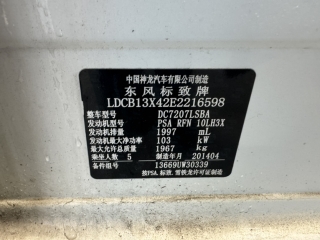 中国神龙汽车有限公司制造
东风标致牌
LDCB13X42E2216598
整车型号 DC7207LSBA
发动机型号 PSA RFN 10LH3X
发动机排量 1997 mL
发动机最大净功率 103 kW
最大允许总质量 1967 kg
乘坐人数 5 制造年月 201404
备件组号 13669UW30339
按PSA.标致.雪铁龙许可证制造